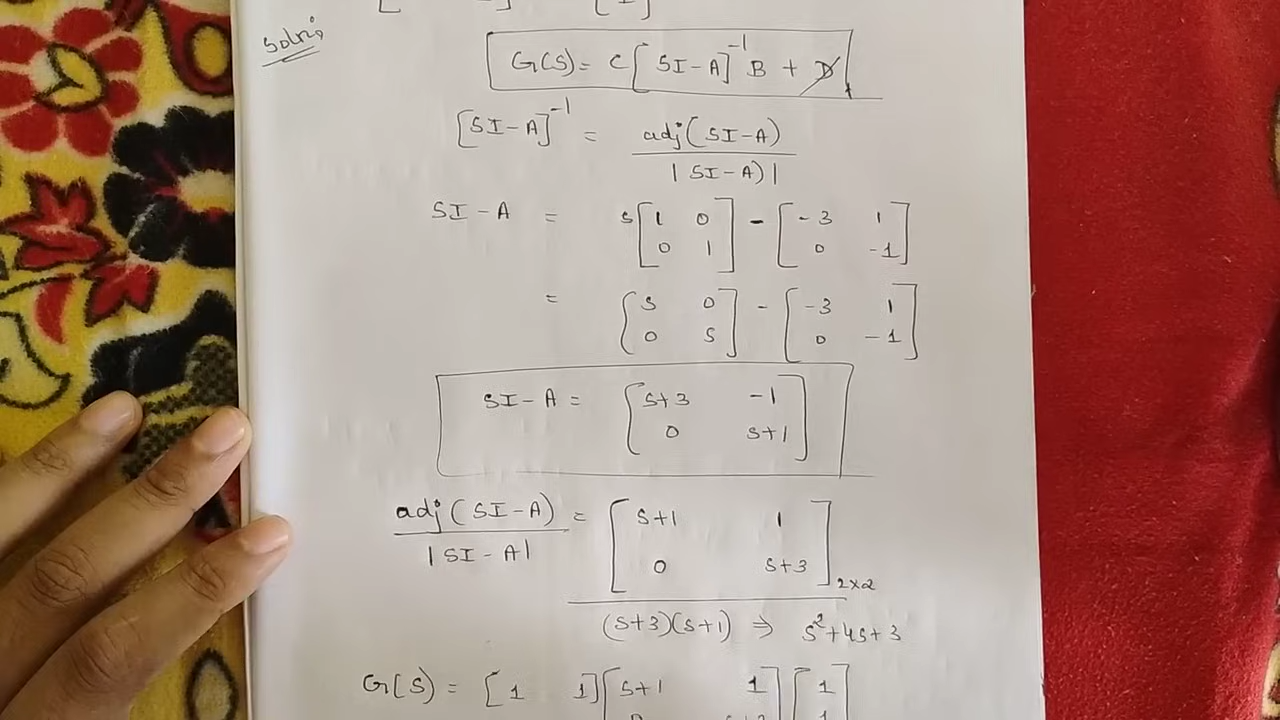 [1]
Soln:
G(S) = C[SI-A]⁻¹ B + D
[SI-A]⁻¹ = adj(SI-A)
|SI-A)|
SI-A = s[1 0 - [-3 1
0 1] 0 -1]
= [s 0 - [-3 1
0 s] 0 -1]
SI-A = [s+3 -1
0 s+1]
adj(SI-A) = [s+1 1
|SI-A| 0 s+3]2x2
(s+3)(s+1) ⇒ s²+4s+3
G(S) = [1 1][s+1 1][1]